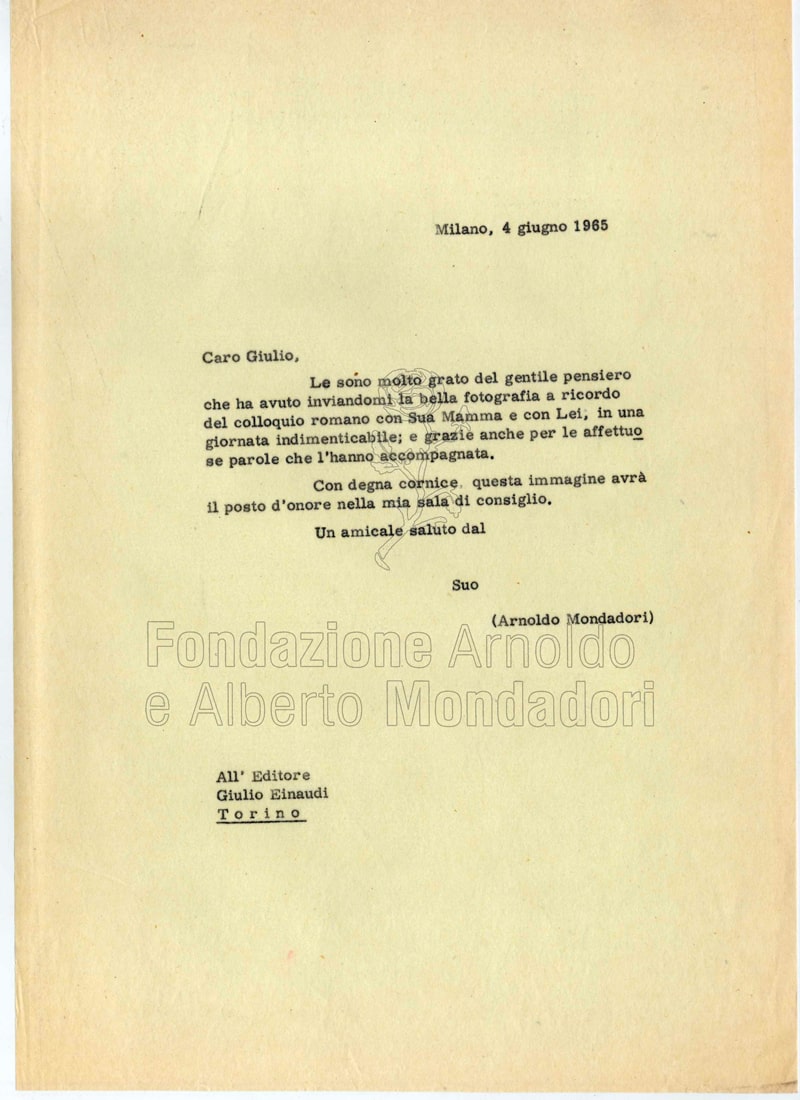 Milano, 4 giugno 1965
Caro Giulio,
Le sono molto grato del gentile pensiero
che ha avuto inviandomi la bella fotografia a ricordo
del colloquio romano con Sua Mamma e con Lei, in una
giornata indimenticabile; e grazie anche per le affettuo
se parole che l'hanno accompagnata.
Con degna cornice, questa immagine avrà
il posto d'onore nella mia sala di consiglio.
Un amicale saluto dal
Suo
(Arnoldo Mondadori)
Fondazione Arnoldo
e Alberto Mondadori
All' Editore
Giulio Einaudi
Torino